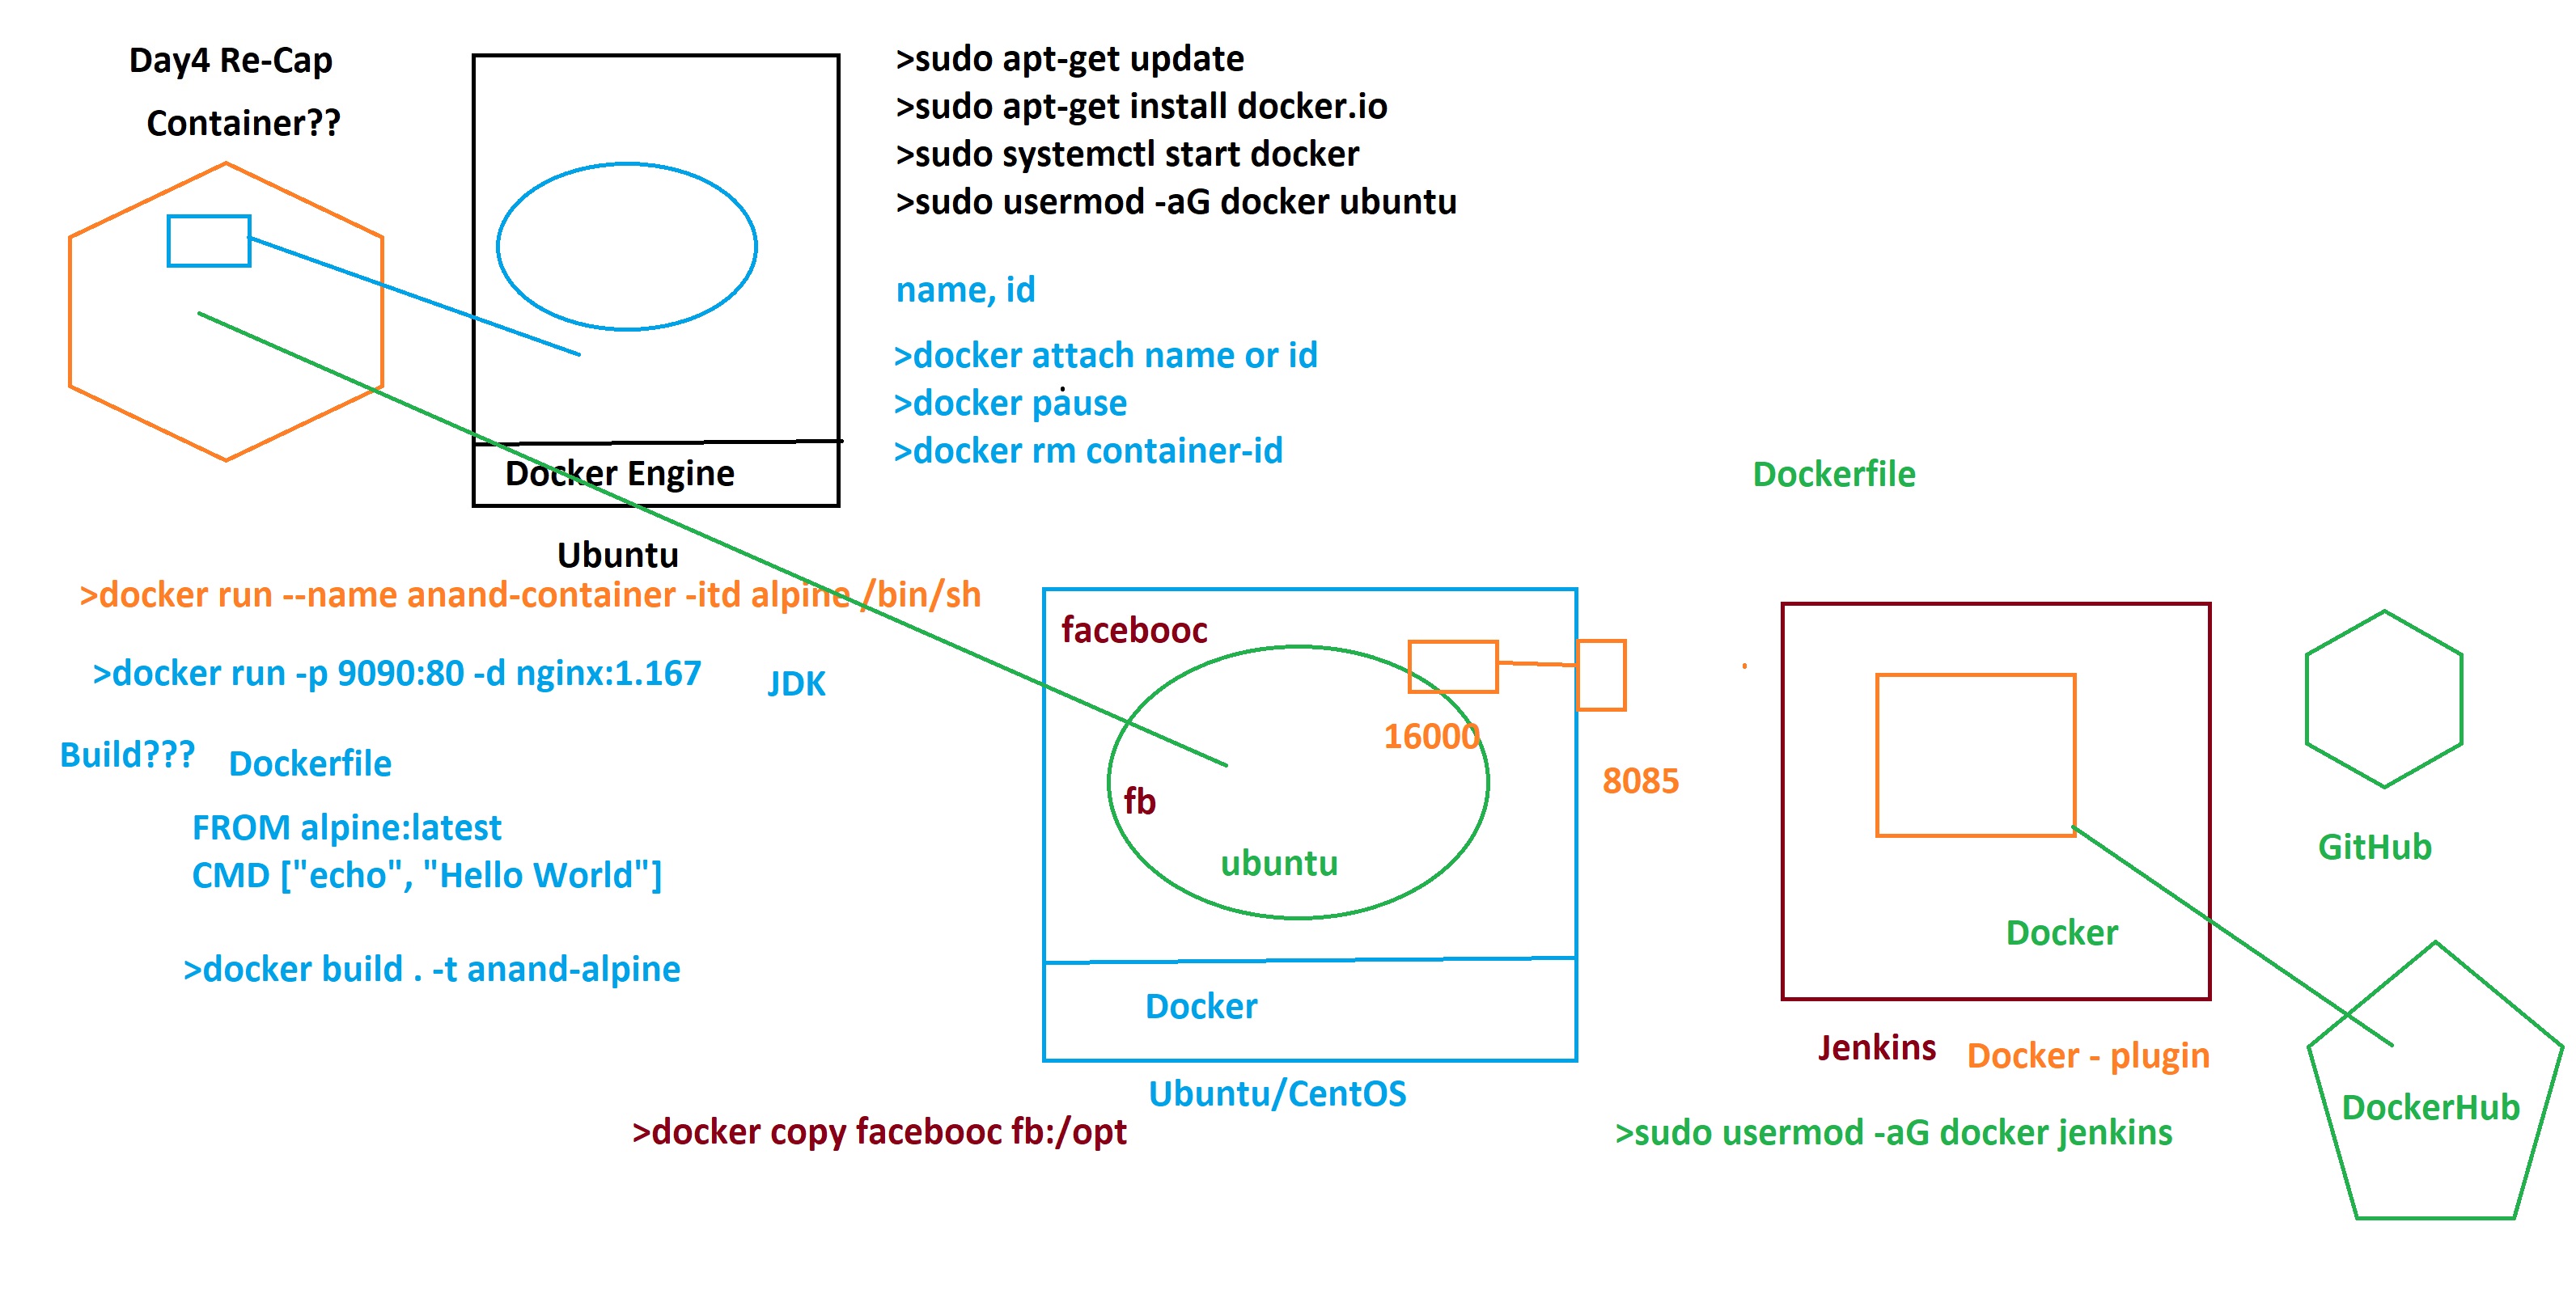 Day4 Re-Cap
Container??
>sudo apt-get update
>sudo apt-get install docker.io
>sudo systemctl start docker
>sudo usermod -aG docker ubuntu
name, id
>docker attach name or id
>docker pause
>docker rm container-id
Docker Engine
Ubuntu
>docker run --name anand-container -itd alpine /bin/sh
>docker run -p 9090:80 -d nginx:1.167
JDK
Build???
Dockerfile
FROM alpine:latest
CMD ["echo", "Hello World"]
>docker build . -t anand-alpine
facebooc
16000
8085
fb
ubuntu
Docker
Ubuntu/CentOS
>docker copy facebooc fb:/opt
Dockerfile
Docker
Jenkins
Docker - plugin
>sudo usermod -aG docker jenkins
GitHub
DockerHub